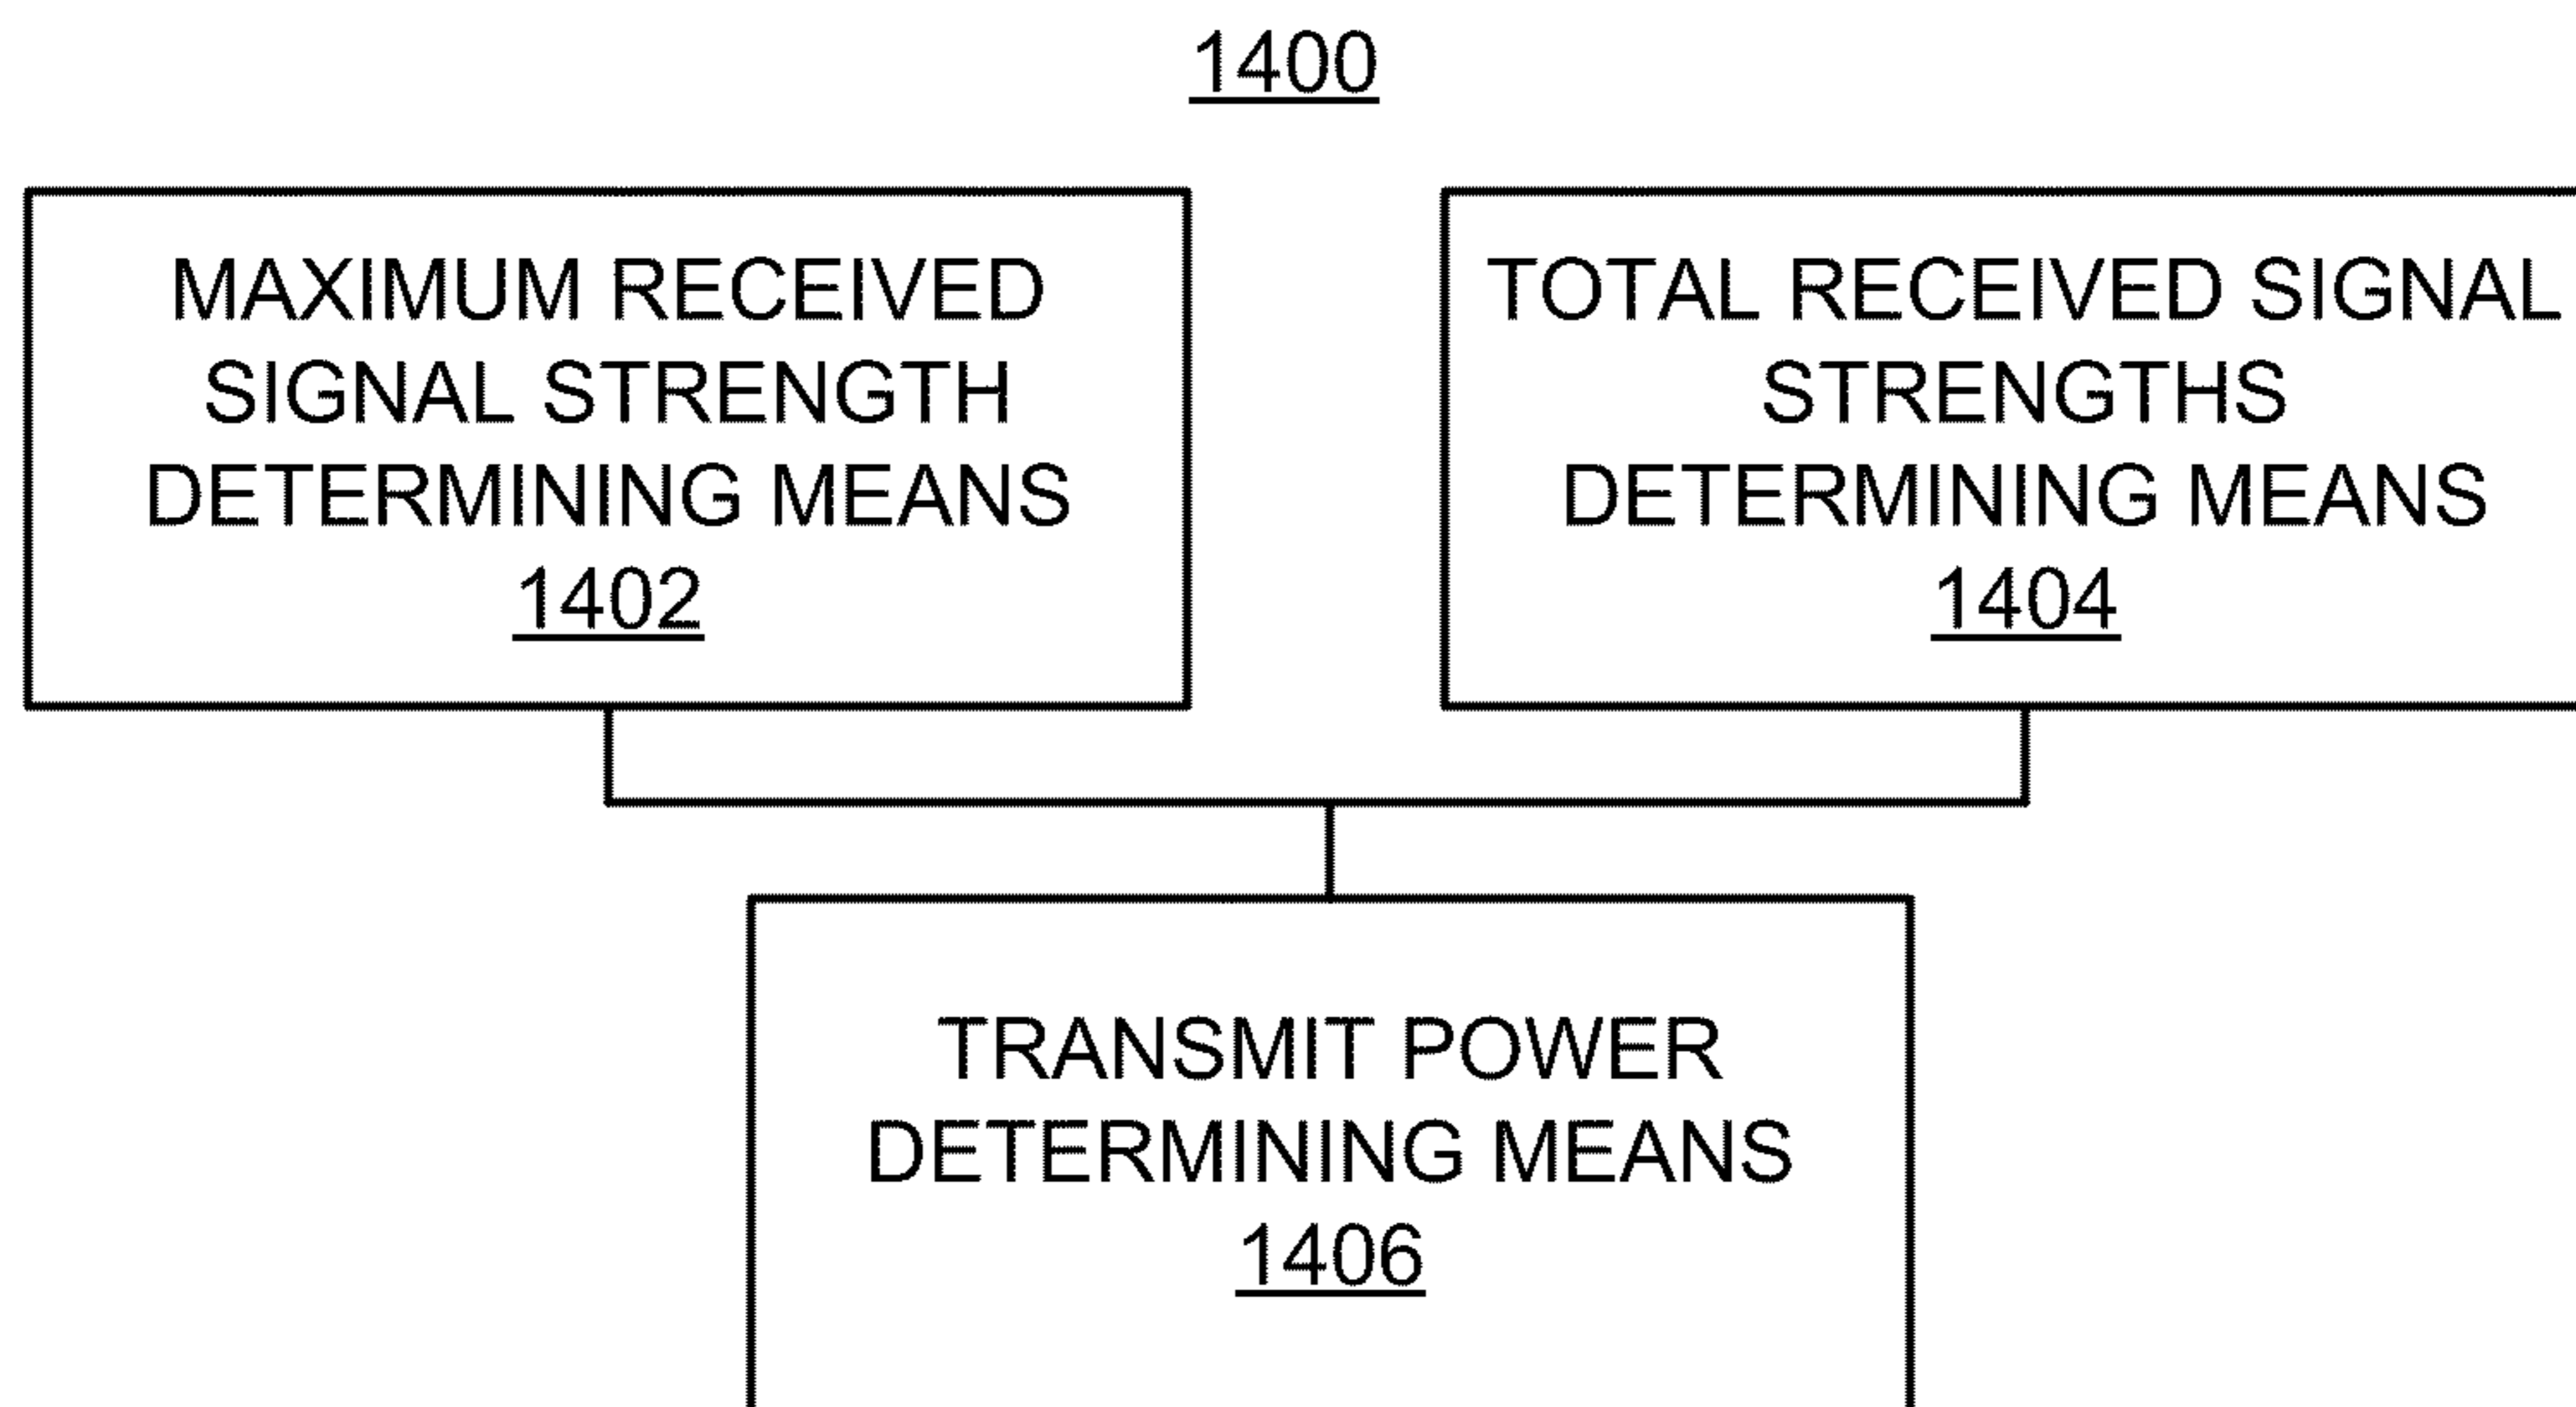 1400
MAXIMUM RECEIVED
SIGNAL STRENGTH
DETERMINING MEANS
1402
TOTAL RECEIVED SIGNAL
STRENGTHS
DETERMINING MEANS
1404
TRANSMIT POWER
DETERMINING MEANS
1406